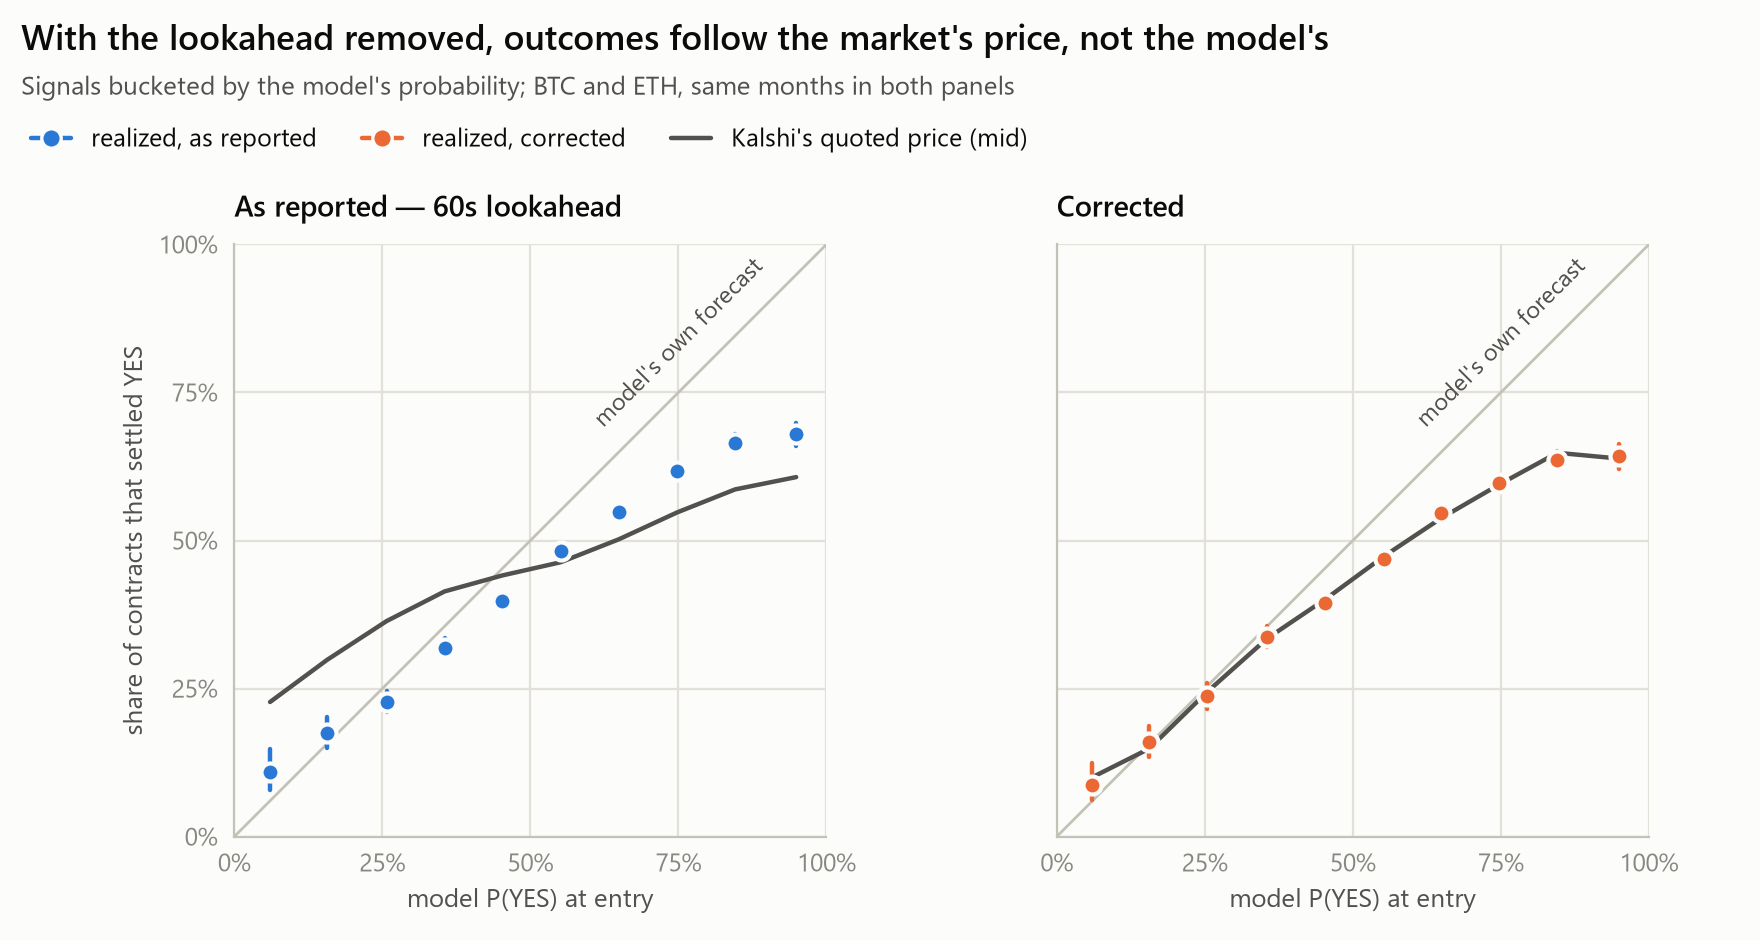 With the lookahead removed, outcomes follow the market's price, not the model's
Signals bucketed by the model's probability; BTC and ETH, same months in both panels
realized, as reported
realized, corrected
Kalshi's quoted price (mid)
As reported — 60s lookahead
share of contracts that settled YES
100%
75%
50%
25%
0%
model's own forecast
0%
25%
50%
75%
100%
model P(YES) at entry
Corrected
model's own forecast
0%
25%
50%
75%
100%
model P(YES) at entry